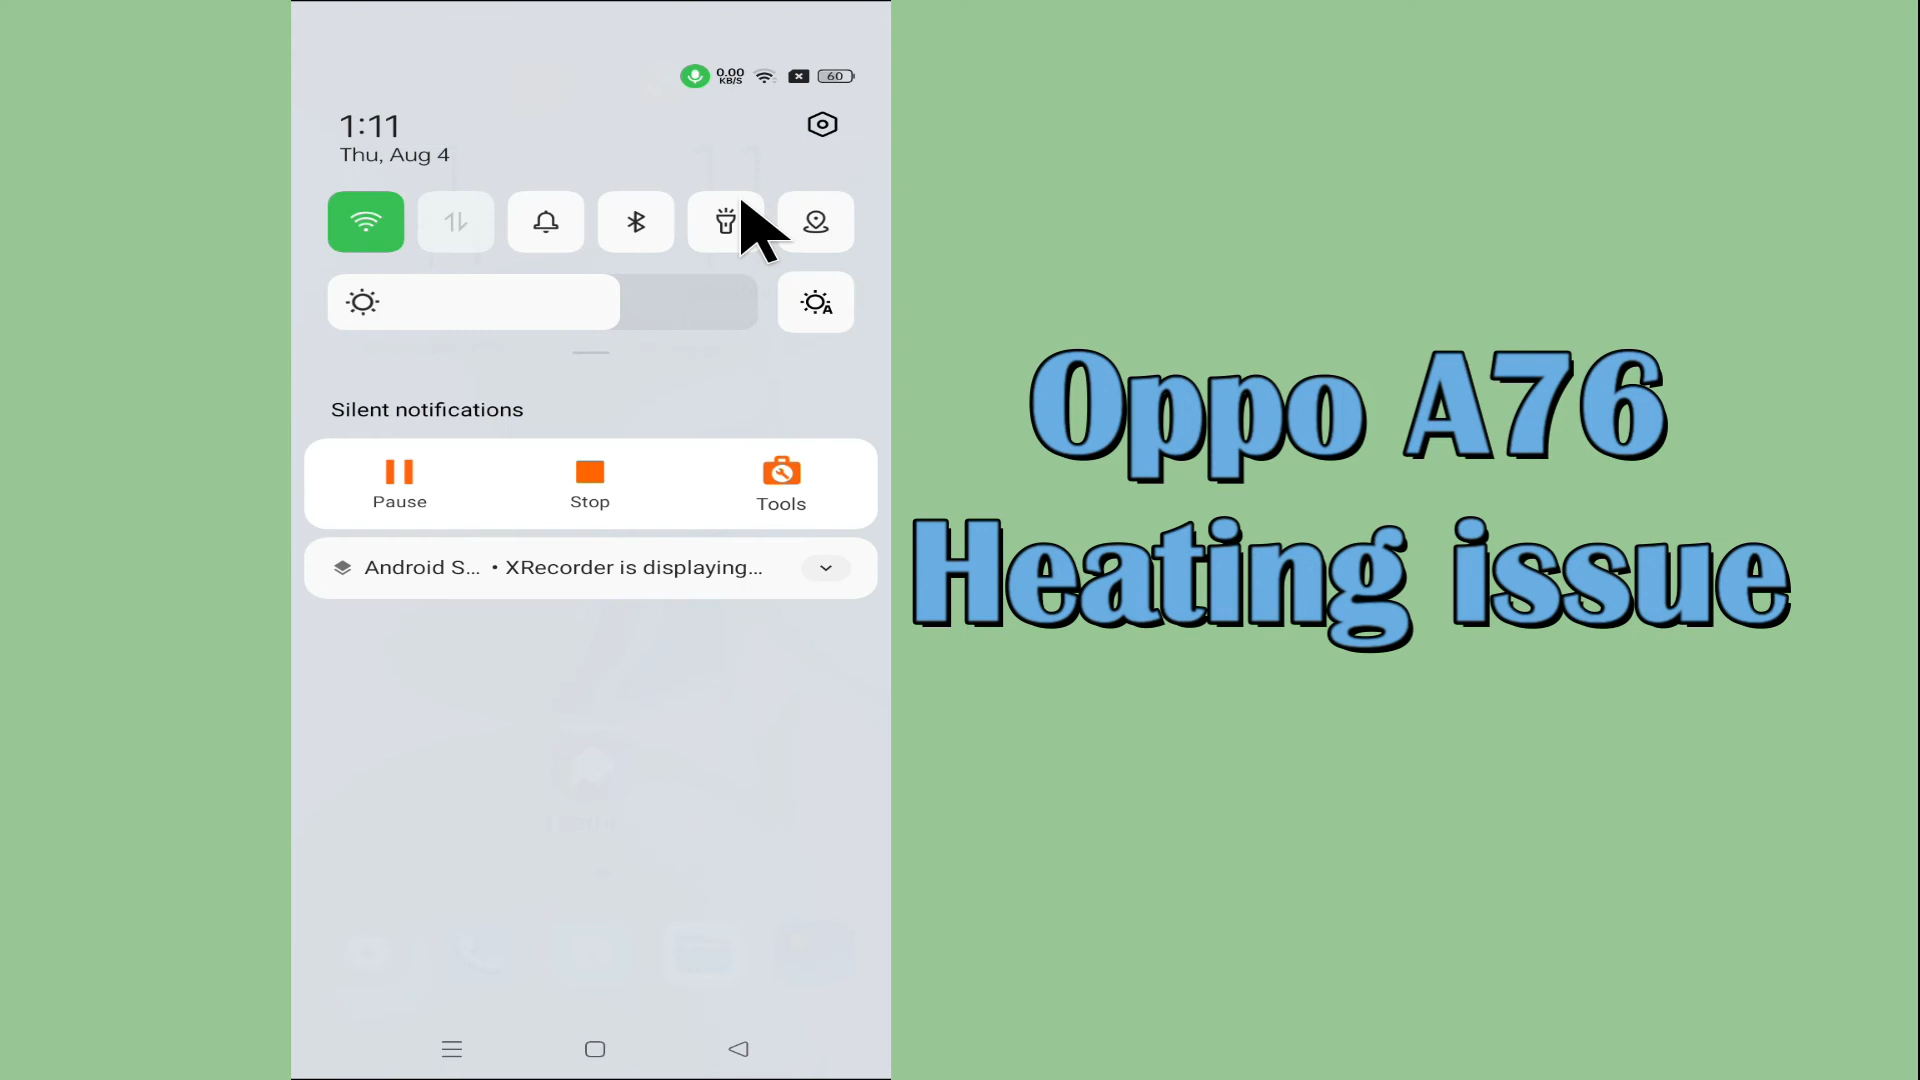 0.00
KB/S
60
1:11
Thu, Aug 4
A
Silent notifications
Pause
Stop
Tools
Android S... • XRecorder is displaying...
Oppo A76
Heating issue